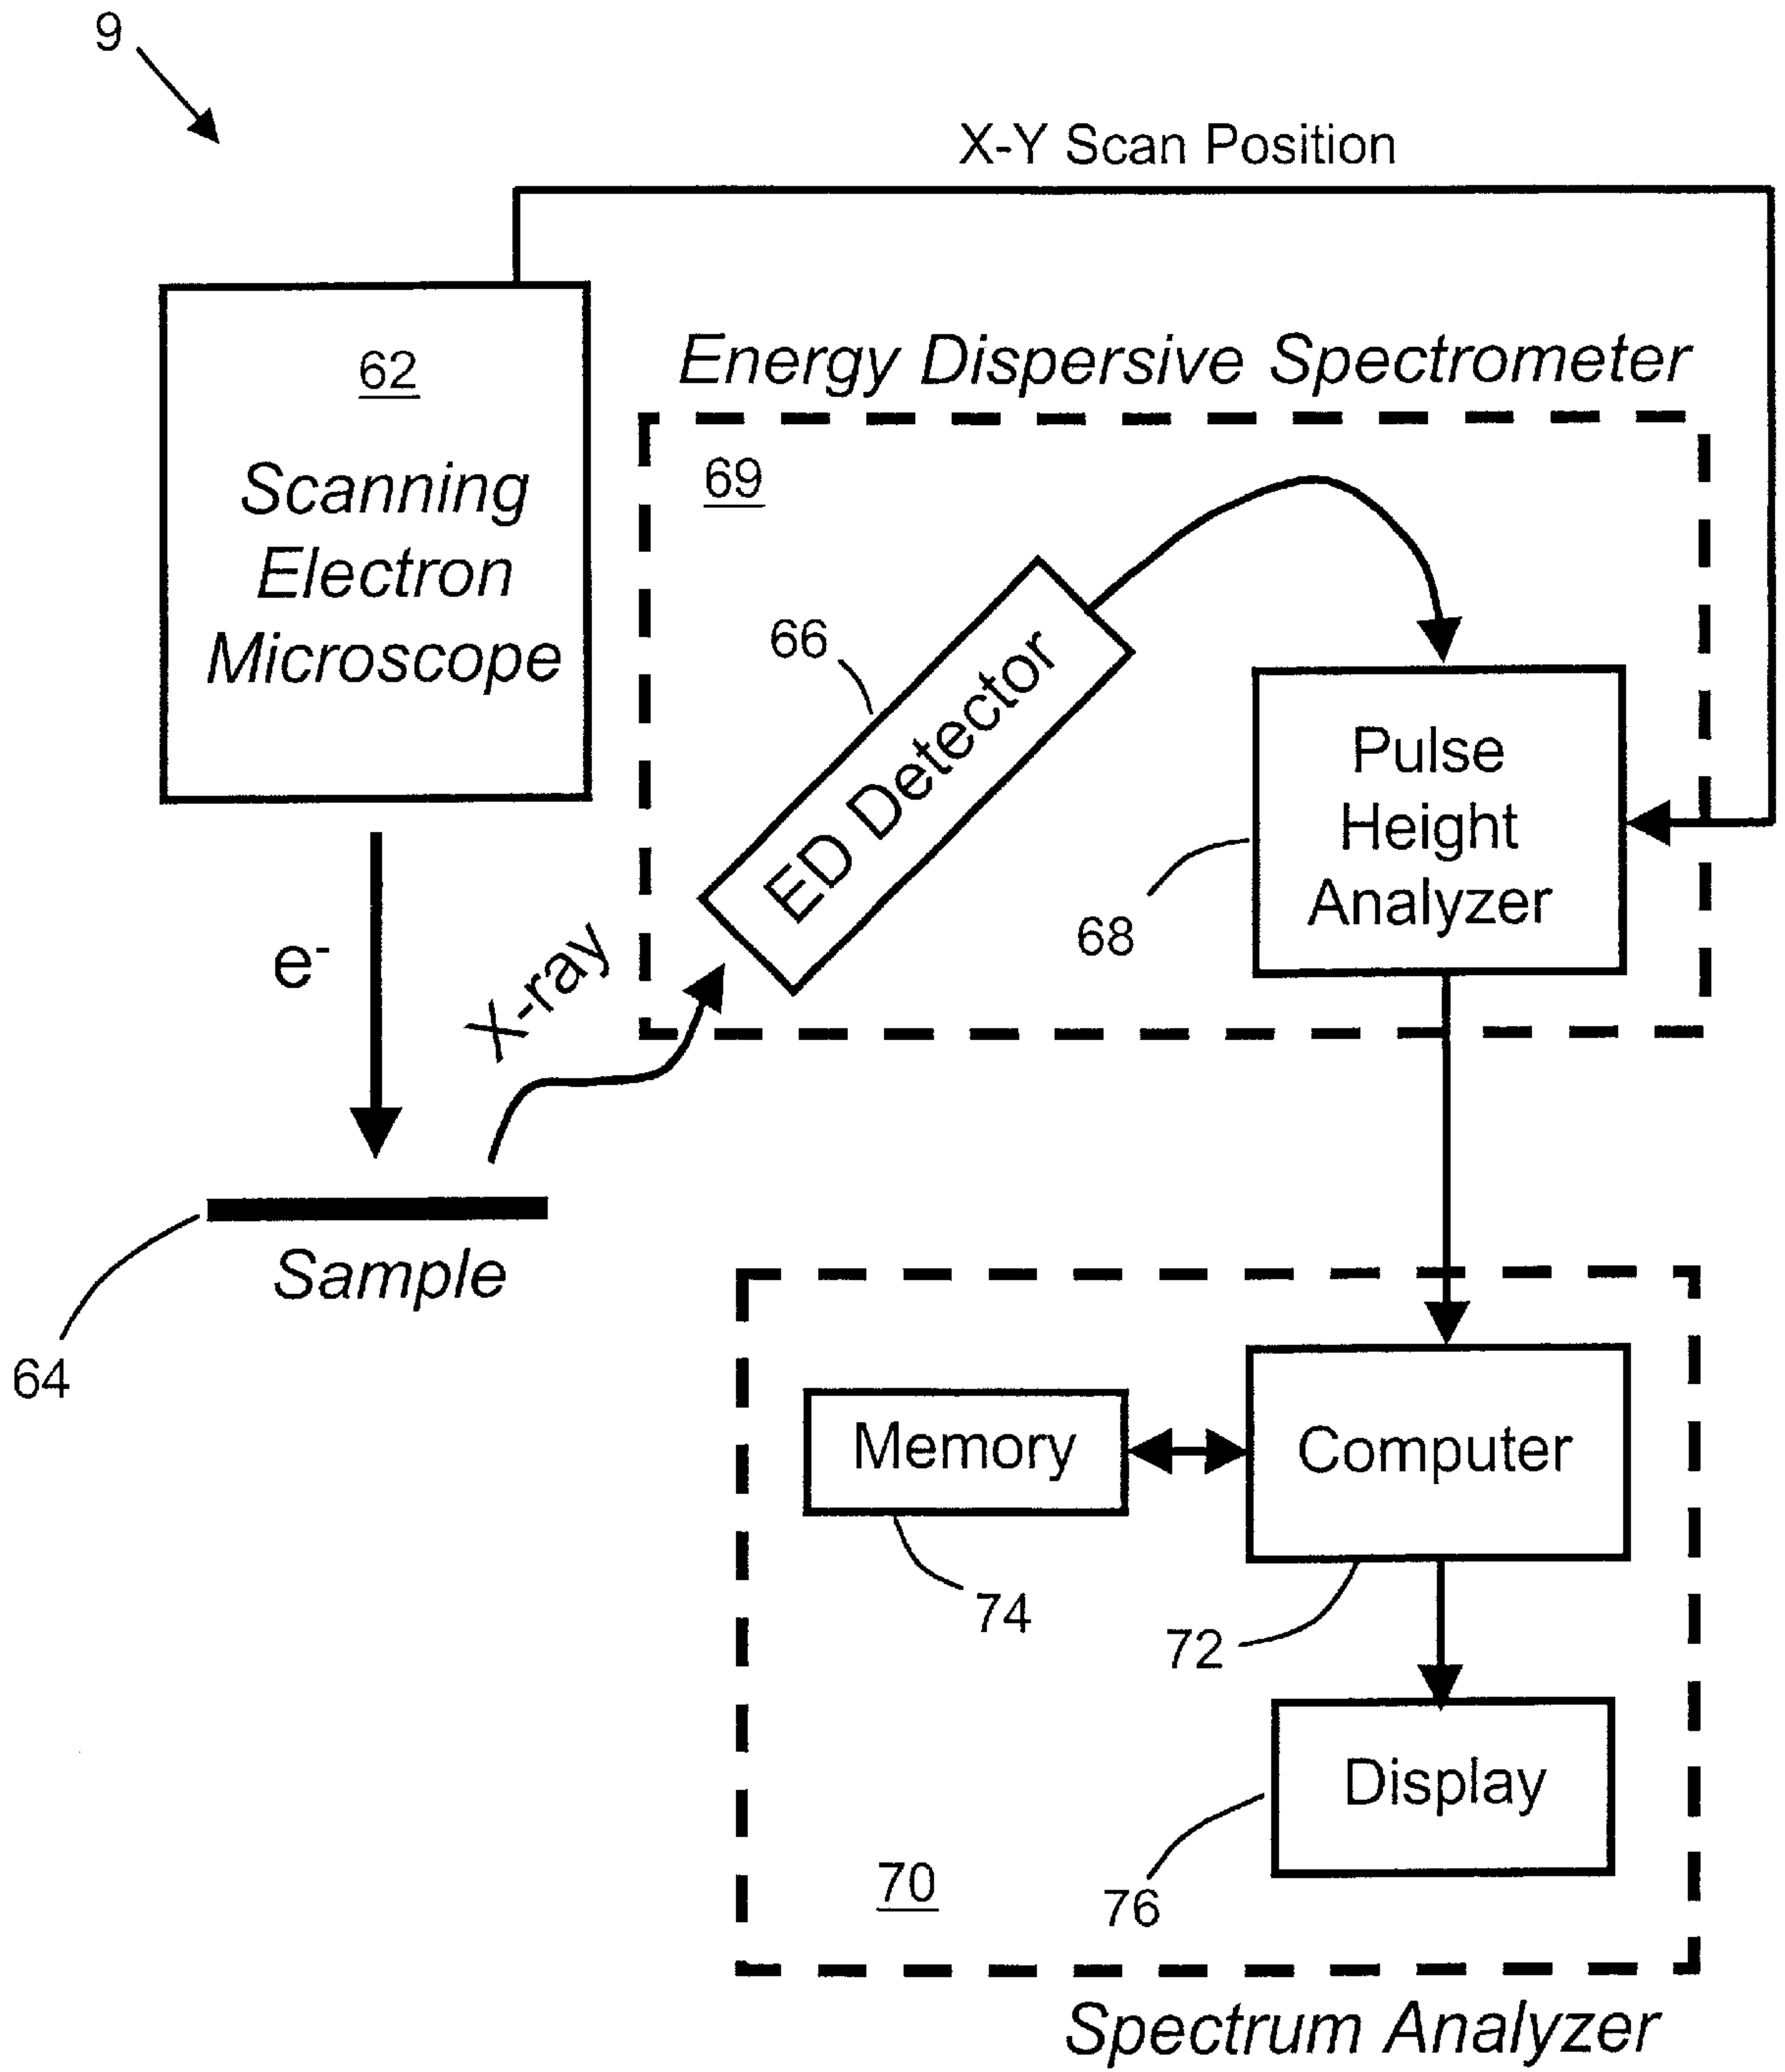 9
X-Y Scan Position
62
Scanning
Electron
Microscope
Energy Dispersive Spectrometer
69
66
ED Detector
Pulse
Height
Analyzer
68
e-
X-ray
Sample
64
Memory
Computer
74
72
Display
76
70
Spectrum Analyzer